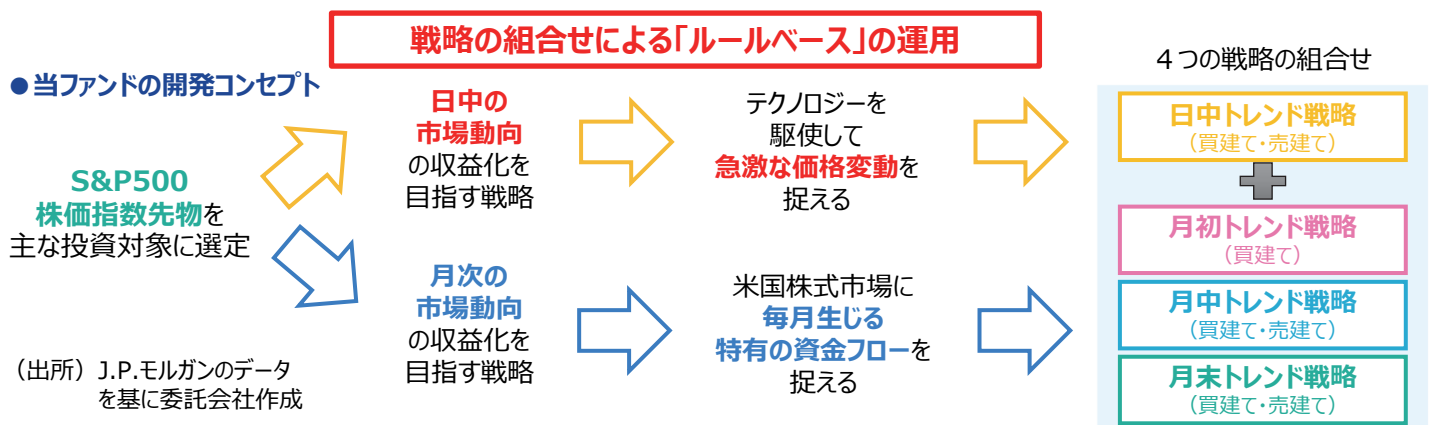 戦略の組合せによる｢ルールベース｣の運用
●当ファンドの開発コンセプト
S&P500
株価指数先物を
主な投資対象に選定
日中の
市場動向
の収益化を
目指す戦略
テクノロジーを
駆使して
急激な価格変動を
捉える
月次の
市場動向
の収益化を
目指す戦略
米国株式市場に
毎月生じる
特有の資金フローを
捉える
４つの戦略の組合せ
日中トレンド戦略
(買建て･売建て)
月初トレンド戦略
(買建て)
月中トレンド戦略
(買建て･売建て)
月末トレンド戦略
(買建て･売建て)
（出所）J.P.モルガンのデータ
を基に委託会社作成